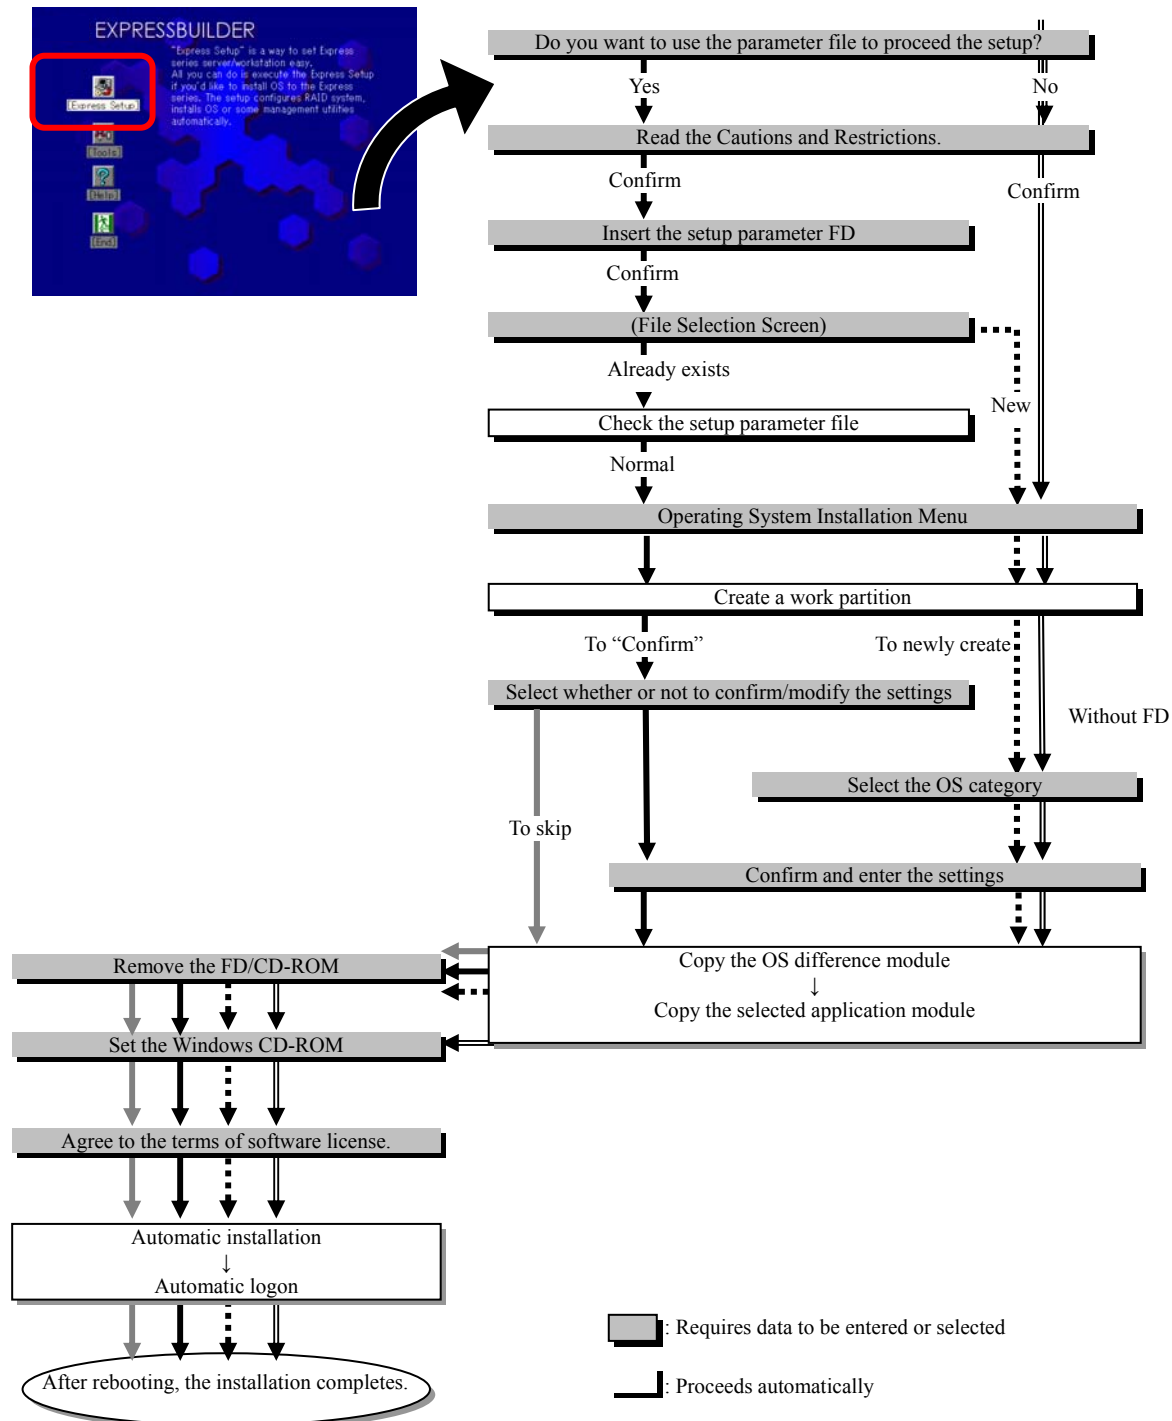 EXPRESSBUILDER
"Express Setup" is a way to set Express
series server/workstation easy.
All you can do is execute the Express Setup
if you'd like to install OS to the Express
series. The setup configures RAID system,
installs OS or some management utilities
automatically.
[Express Setup]
[Tools]
[Help]
[End]
Do you want to use the parameter file to proceed the setup?
Yes
No
Read the Cautions and Restrictions.
Confirm
Confirm
Insert the setup parameter FD
Confirm
(File Selection Screen)
Already exists
New
Check the setup parameter file
Normal
Operating System Installation Menu
Create a work partition
To “Confirm”
To newly create
Select whether or not to confirm/modify the settings
Without FD
Select the OS category
To skip
Confirm and enter the settings
Copy the OS difference module
↓
Copy the selected application module
Remove the FD/CD-ROM
Set the Windows CD-ROM
Agree to the terms of software license.
Automatic installation
↓
Automatic logon
After rebooting, the installation completes.
: Requires data to be entered or selected
: Proceeds automatically